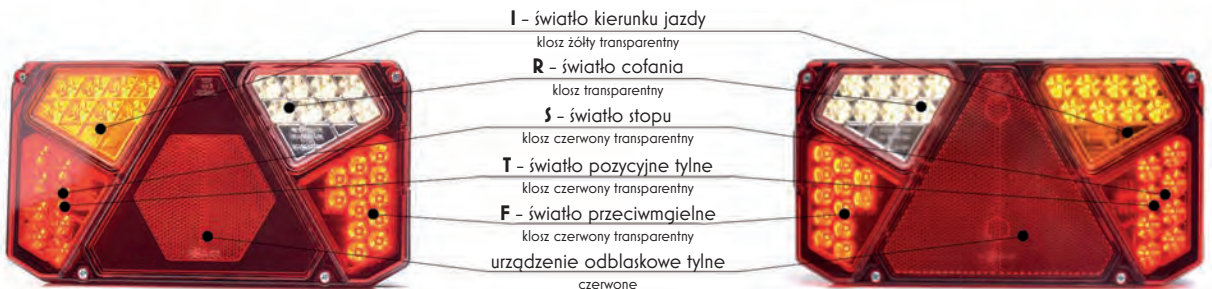 I - światło kierunku jazdy
klosz żółty transparentny
R - światło cofania
klosz transparentny
S - światło stopu
klosz czerwony transparentny
T - światło pozycyjne tylne
klosz czerwony transparentny
F - światło przeciwmgielne
klosz czerwony transparentny
urządzenie odblaskowe tylne
czerwone